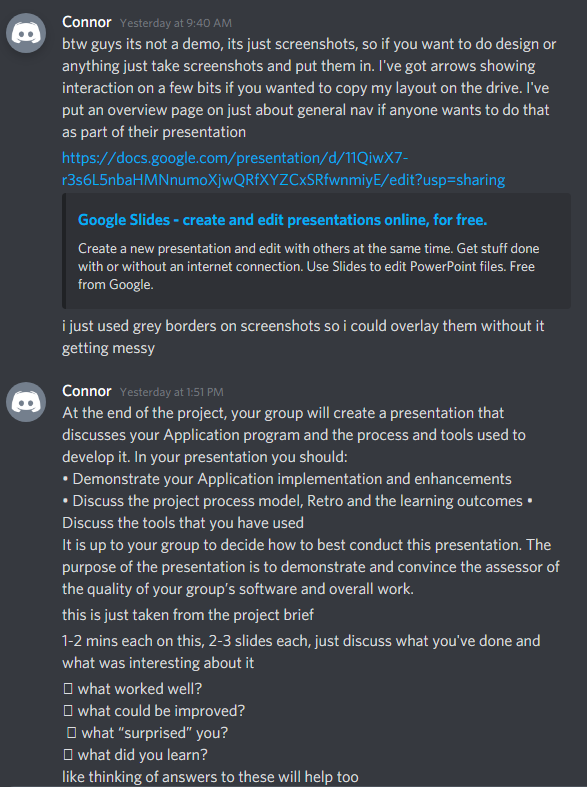 Connor Yesterday at 9:40 AM
btw guys its not a demo, its just screenshots, so if you want to do design or
anything just take screenshots and put them in. I've got arrows showing
interaction on a few bits if you wanted to copy my layout on the drive. I've
put an overview page on just about general nav if anyone wants to do that
as part of their presentation
https://docs.google.com/presentation/d/11QiwX7-
r3s6L5nbaHMNnumoXjwQRfXYZCxSRfwnmiyE/edit?usp=sharing
Google Slides - create and edit presentations online, for free.
Create a new presentation and edit with others at the same time. Get stuff done
with or without an internet connection. Use Slides to edit PowerPoint files. Free
from Google.
i just used grey borders on screenshots so i could overlay them without it
getting messy
Connor Yesterday at 1:51 PM
At the end of the project, your group will create a presentation that
discusses your Application program and the process and tools used to
develop it. In your presentation you should:
• Demonstrate your Application implementation and enhancements
• Discuss the project process model, Retro and the learning outcomes •
Discuss the tools that you have used
It is up to your group to decide how to best conduct this presentation. The
purpose of the presentation is to demonstrate and convince the assessor of
the quality of your group's software and overall work.
this is just taken from the project brief
1-2 mins each on this, 2-3 slides each, just discuss what you've done and
what was interesting about it
▯ what worked well?
▯ what could be improved?
▯ what “surprised” you?
▯ what did you learn?
like thinking of answers to these will help too